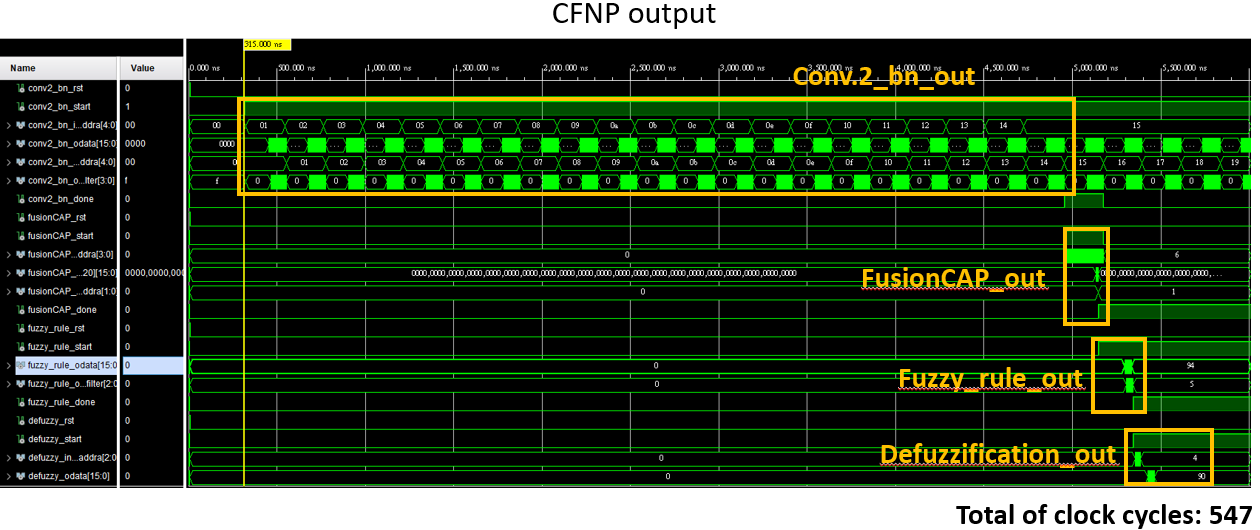 CFNP output
315.000 ns
Name Value 0.000 ns 500.000 ns 1,000.000 ns 1,500.000 ns 2,000.000 ns 2,500.000 ns 3,000.000 ns 3,500.000 ns 4,000.000 ns 4,500.000 ns 5,000.000 ns 5,500.000 ns
Conv.2_bn_out
conv2_bn_rst 0
conv2_bn_start 1
conv2_bn_i...ddra[4:0] 00 00 01 02 03 04 05 06 07 08 09 0a 0b 0c 0d 0e 0f 10 11 12 13 14 15
conv2_bn_odata[15:0] 0000 0000 ... ... ... ... ... ... ... ... ... ... ... ... ... ... ... ... ... ... ... ... ... ... ... ...
conv2_bn_...ddra[4:0] 00 0 01 02 03 04 05 06 07 08 09 0a 0b 0c 0d 0e 0f 10 11 12 13 14 15 16 17 18 19
conv2_bn_o...lter[3:0] f f 0 0 0 0 0 0 0 0 0 0 0 0 0 0 0 0 0 0 0 0 0 0 0 0 0
conv2_bn_done 0
fusionCAP_rst 0
fusionCAP_start 0
fusionCAP...ddra[3:0] 0 0 6
fusionCAP_...20][15:0] 0000,0000,000 0000,0000,0000,0000,0000,0000,0000,0000,0000,0000,0000,0000,0000,0000,0000,0000,0000,0000,0000,0000 0000,0000,0000,0000,0000,...
FusionCAP_out
fusionCAP_...ddra[1:0] 0 0 1
fusionCAP_done 0
fuzzy_rule_rst 0
fuzzy_rule_start 0
fuzzy_rule_odata[15:0 0 0 94
Fuzzy_rule_out
fuzzy_rule_o...filter[2:0 0 0 5
fuzzy_rule_done 0
defuzzy_rst 0
defuzzy_start 0
Defuzzification_out
defuzzy_in...addra[2:0] 0 0 4
defuzzy_odata[15:0] 0 0 90
Total of clock cycles: 547